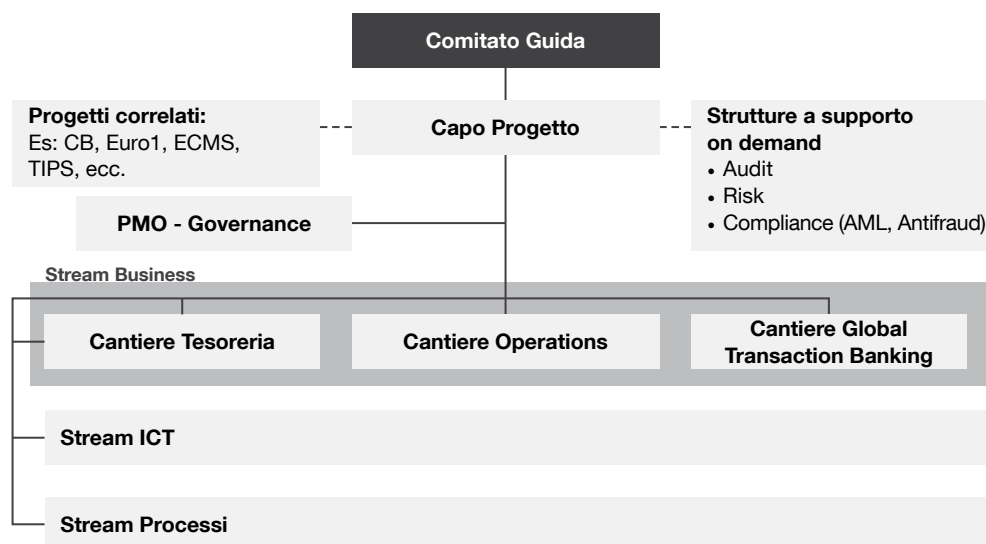 Comitato Guida
Progetti correlati:
Es: CB, Euro1, ECMS,
TIPS, ecc.
Capo Progetto
Strutture a supporto
on demand
• Audit
• Risk
• Compliance (AML, Antifraud)
PMO - Governance
Stream Business
Cantiere Tesoreria
Cantiere Operations
Cantiere Global
Transaction Banking
Stream ICT
Stream Processi